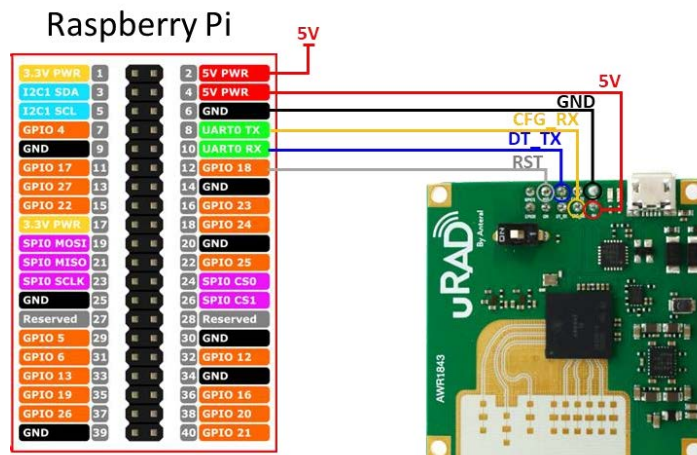 Raspberry Pi
5V
3.3V PWR 1 2 5V PWR
I2C1 SDA 3 4 5V PWR
I2C1 SCL 5 6 GND
GPIO 4 7 8 UART0 TX
GND 9 10 UART0 RX
GPIO 17 11 12 GPIO 18
GPIO 27 13 14 GND
GPIO 22 15 16 GPIO 23
3.3V PWR 17 18 GPIO 24
SPI0 MOSI 19 20 GND
SPI0 MISO 21 22 GPIO 25
SPI0 SCLK 23 24 SPI0 CS0
GND 25 26 SPI0 CS1
Reserved 27 28 Reserved
GPIO 5 29 30 GND
GPIO 6 31 32 GPIO 12
GPIO 13 33 34 GND
GPIO 19 35 36 GPIO 16
GPIO 26 37 38 GPIO 20
GND 39 40 GPIO 21
5V
GND
CFG_RX
DT_TX
RST
ON
uRAD
By Anteral
AWR1843